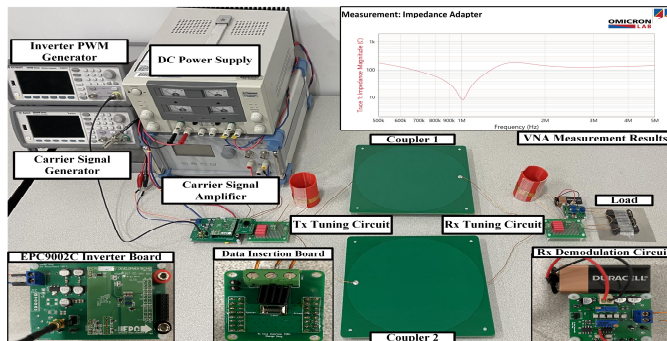 Measurement: Impedance Adapter
OMICRON
LAB
Trace 1: Impedance Magnitude (Ω)
1k
100
10
500k 600k 700k 800k 900k 1M 2M 3M 4M 5M
Frequency (Hz)
VNA Measurement Results
Inverter PWM
Generator
DC Power Supply
Carrier Signal
Generator
Carrier Signal
Amplifier
Coupler 1
Tx Tuning Circuit
Rx Tuning Circuit
Load
EPC9002C Inverter Board
Data Insertion Board
Rx Demodulation Circuit
DURACELL
EPC
Coupler 2